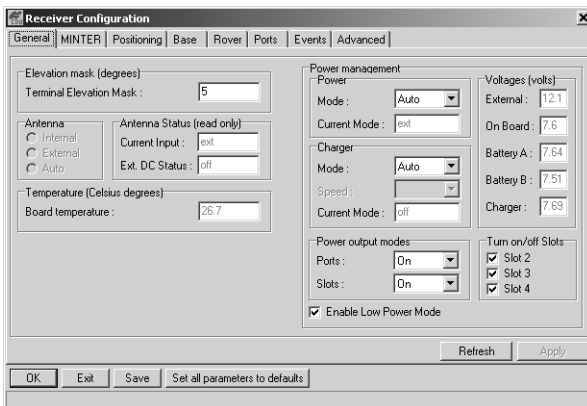 Receiver Configuration
General MINTER Positioning Base Rover Ports Events Advanced
Elevation mask (degrees)
Terminal Elevation Mask : 5
Antenna
Internal
External
Auto
Antenna Status (read only)
Current Input : ext
Ext. DC Status : off
Temperature (Celsius degrees)
Board temperature : 26.7
Power management
Power
Mode : Auto
Current Mode : ext
Charger
Mode : Auto
Speed :
Current Mode : off
Power output modes
Ports : On
Slots : On
Enable Low Power Mode
Voltages (volts)
External : 12.1
On Board : 7.6
Battery A : 7.64
Battery B : 7.51
Charger : 7.69
Turn on/off Slots
Slot 2
Slot 3
Slot 4
Refresh Apply
OK Exit Save Set all parameters to defaults